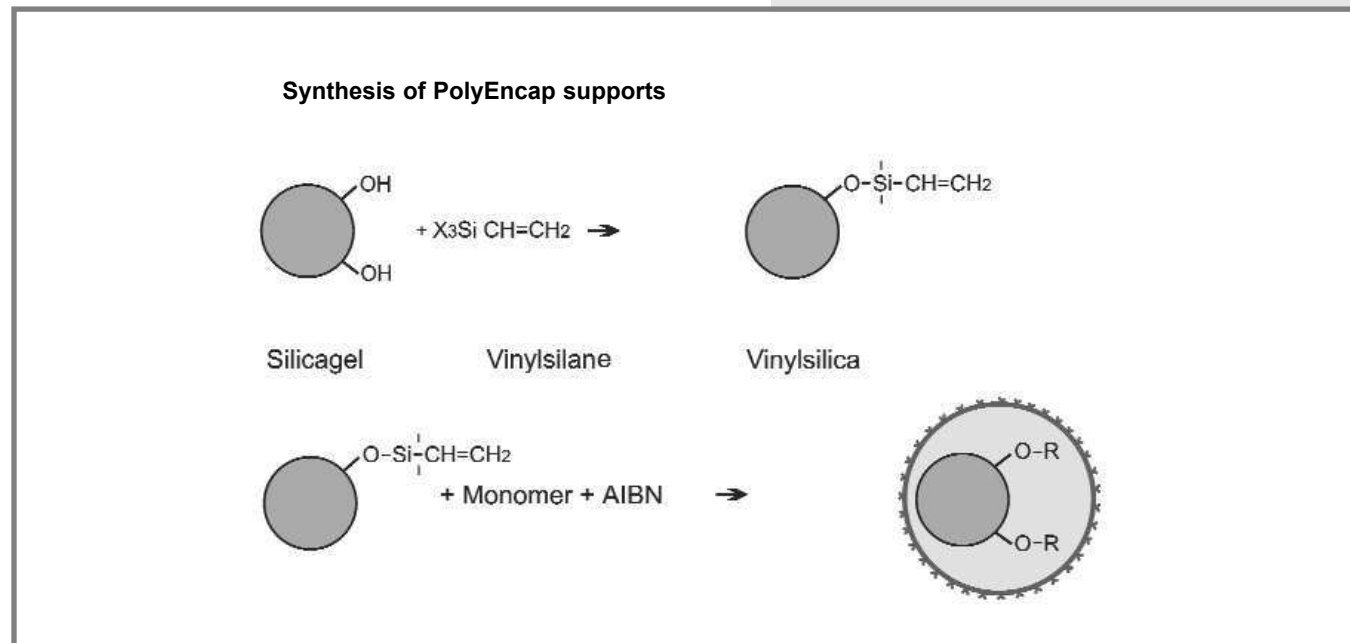 Synthesis of PolyEncap supports
OH
+ X3Si CH=CH2 ➔
OH
O-Si-CH=CH2
Silicagel Vinylsilane Vinylsilica
O-Si-CH=CH2
+ Monomer + AIBN ➔
O-R
O-R